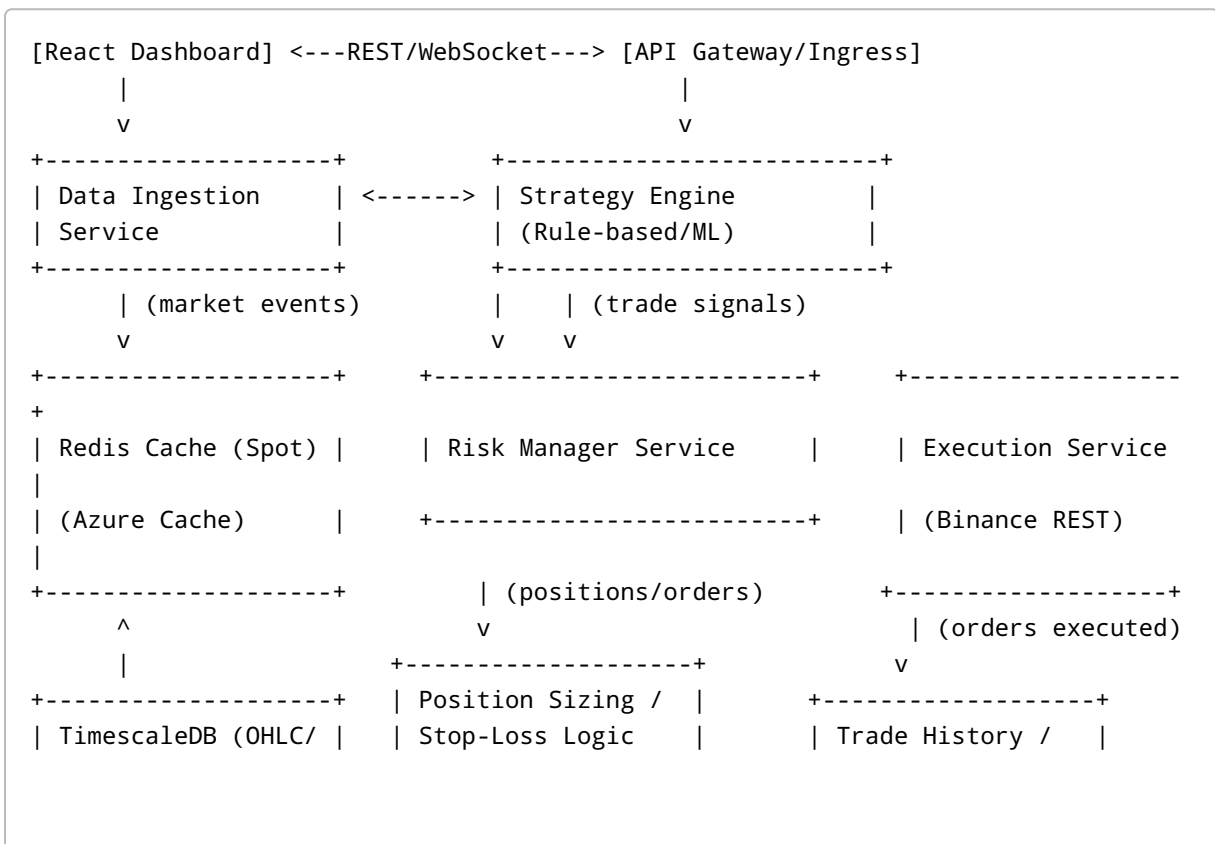 [React Dashboard] <---REST/WebSocket---> [API Gateway/Ingress]
      |                                     |
      v                                     v
+--------------------+          +--------------------------+
| Data Ingestion     | <------> | Strategy Engine         |
| Service            |          | (Rule-based/ML)         |
+--------------------+          +--------------------------+
      | (market events)         |    | (trade signals)
      v                         v    v
+--------------------+     +--------------------------+     +-------------------
+
| Redis Cache (Spot) |     | Risk Manager Service     |     | Execution Service
|
| (Azure Cache)      |     +--------------------------+     | (Binance REST)
|
+--------------------+         | (positions/orders)        +-------------------+
      ^                        v                             | (orders executed)
      |                  +--------------------+             v
+--------------------+   | Position Sizing /  |       +-------------------+
| TimescaleDB (OHLC/ |   | Stop-Loss Logic    |       | Trade History /   |